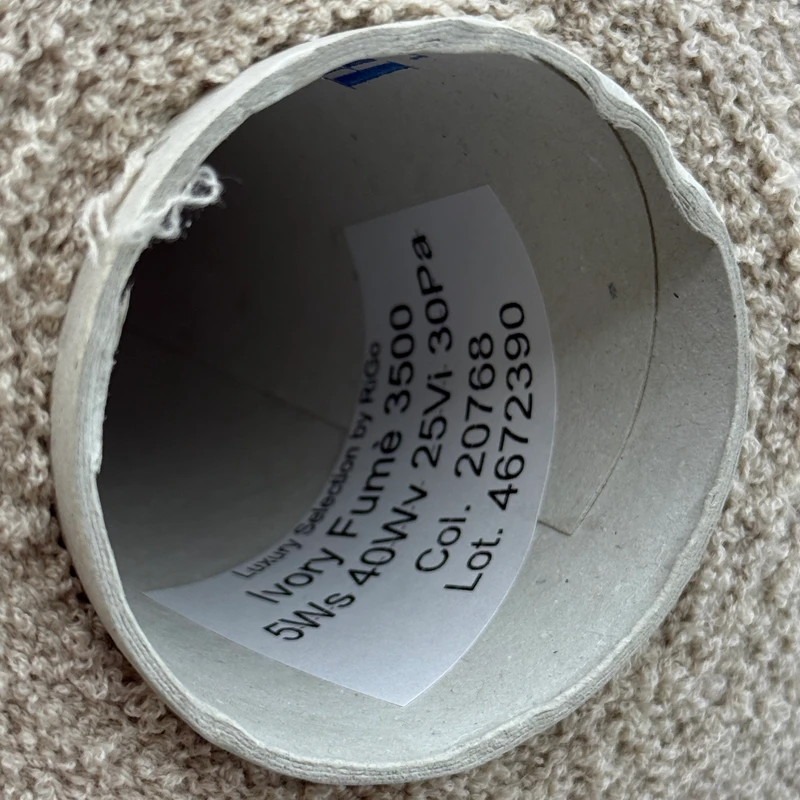 Luxury Selection by RiGo
Ivory Fumè 3500
5Ws 40Wv 25Vi 30Pa
Col. 20768
Lot. 4672390